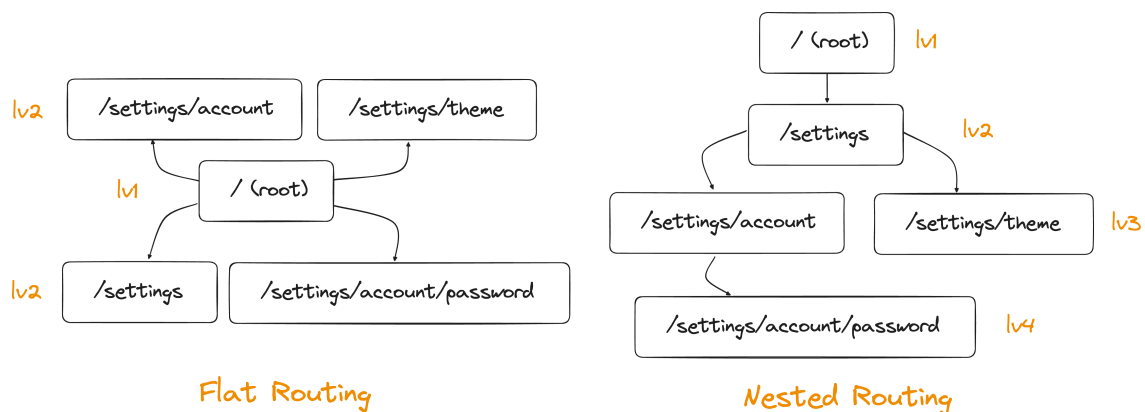 lv2
/settings/account
/settings/theme
lv1
/ (root)
lv2
/settings
/settings/account/password
Flat Routing
/ (root)
lv1
/settings
lv2
/settings/account
/settings/theme
lv3
/settings/account/password
lv4
Nested Routing